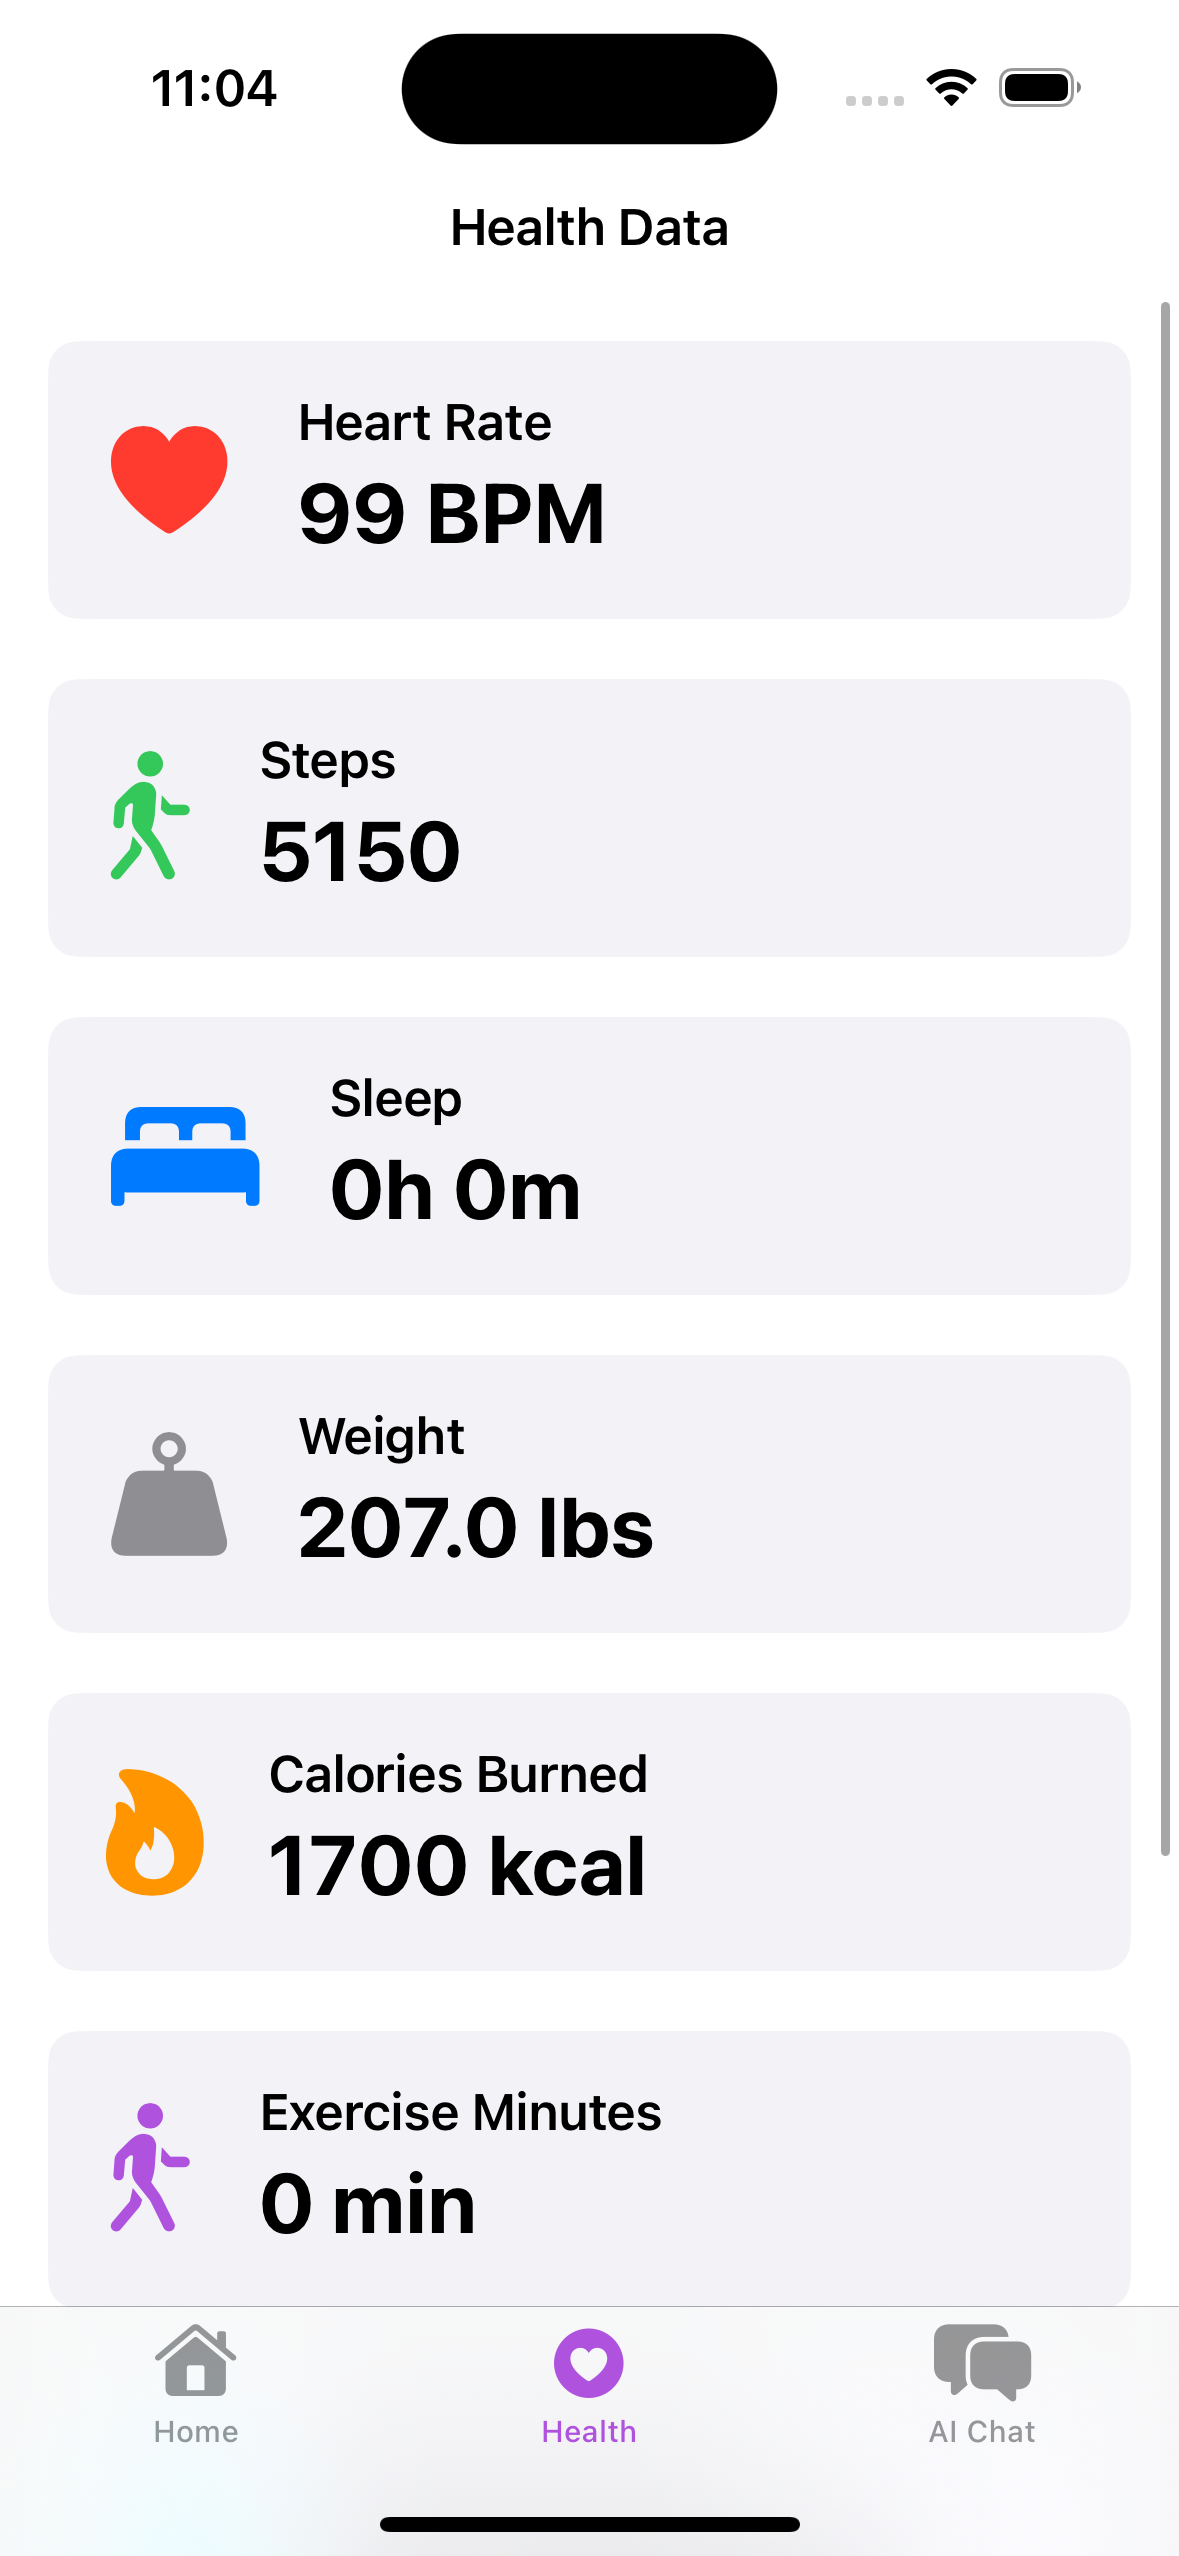 11:04
Health Data
Heart Rate
99 BPM
Steps
5150
Sleep
0h 0m
Weight
207.0 lbs
Calories Burned
1700 kcal
Exercise Minutes
0 min
Home
Health
AI Chat